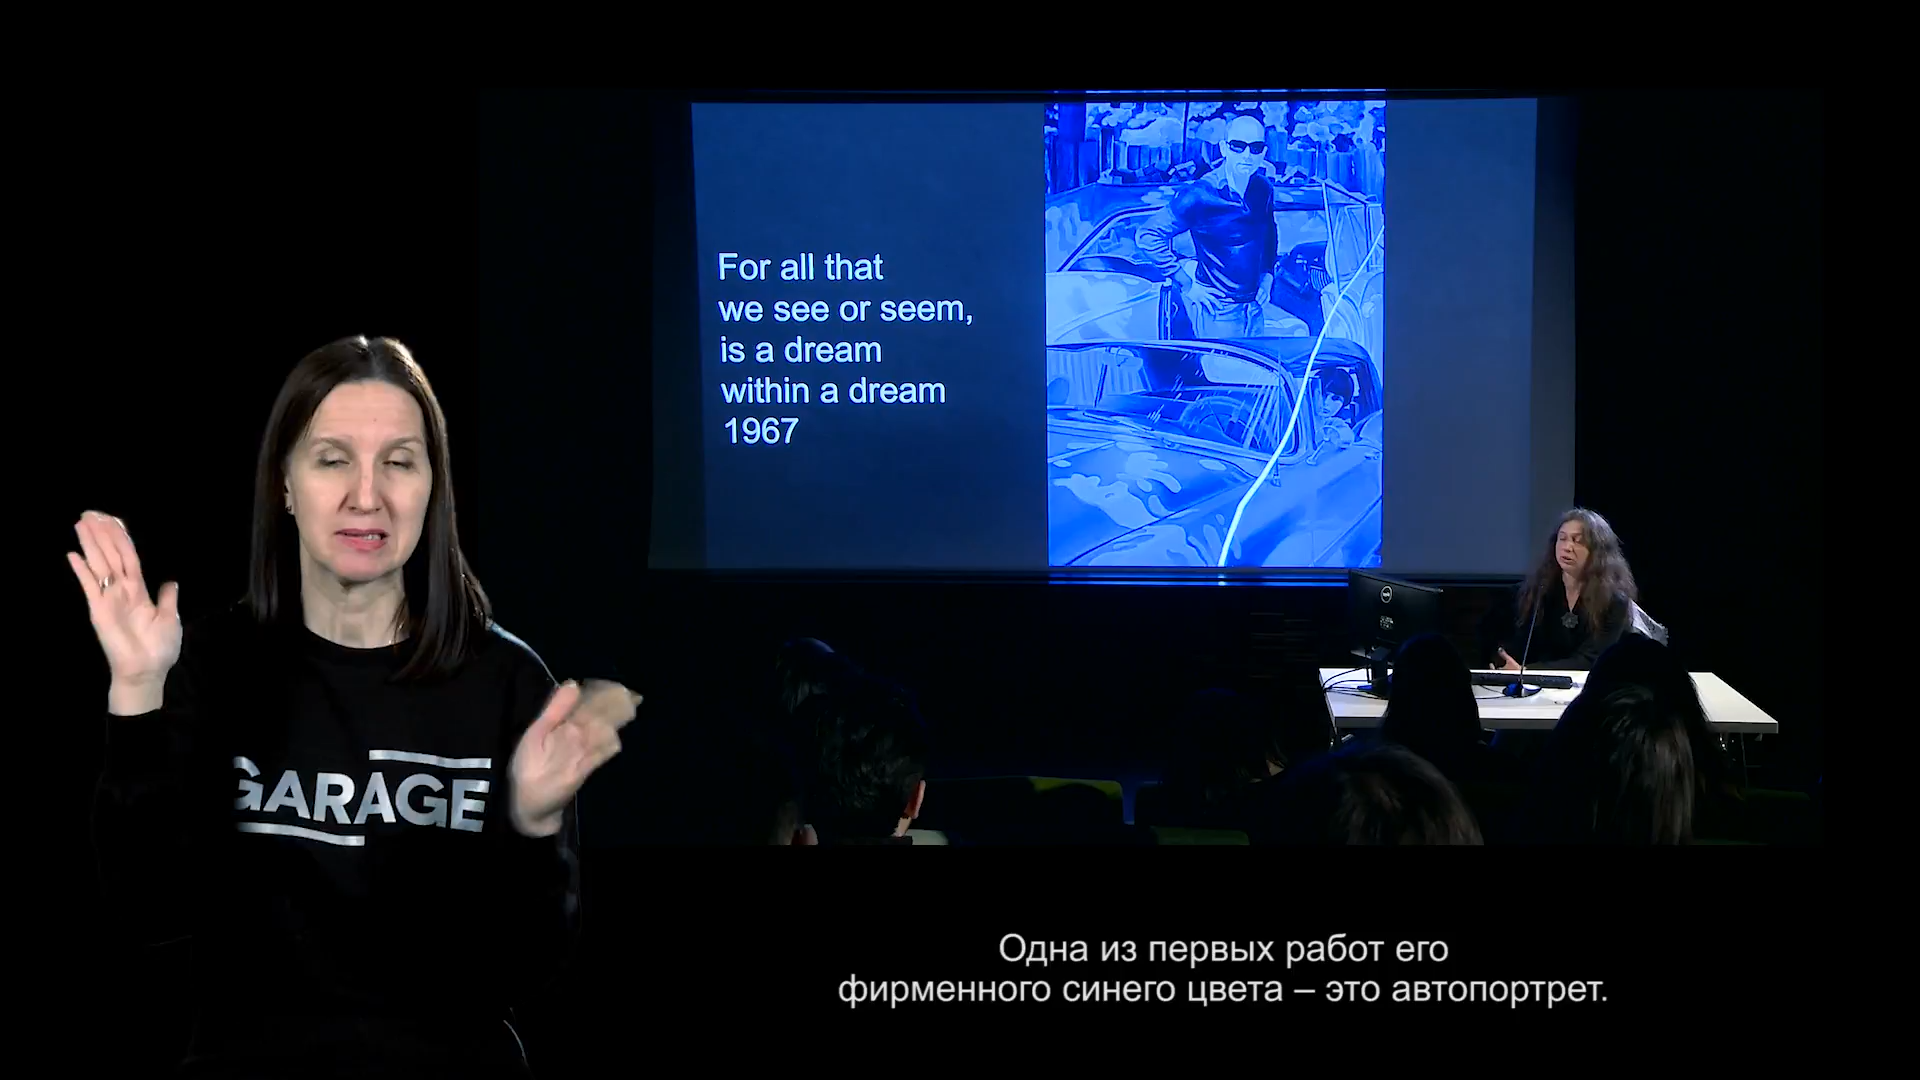 For all that
we see or seem,
is a dream
within a dream
1967
GARAGE
Одна из первых работ его
фирменного синего цвета – это автопортрет.